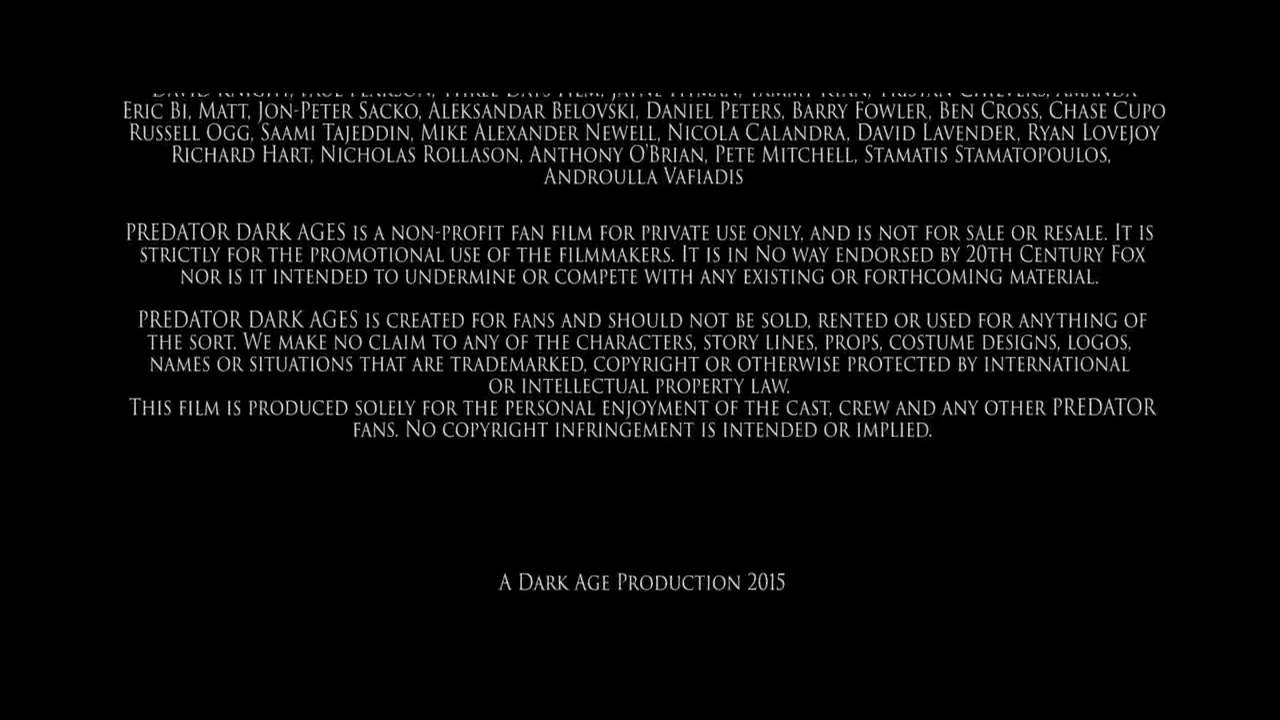 Eric Bi, Matt, Jon-Peter Sacko, Aleksandar Belovski, Daniel Peters, Barry Fowler, Ben Cross, Chase Cupo
Russell Ogg, Saami Tajeddin, Mike Alexander Newell, Nicola Calandra, David Lavender, Ryan Lovejoy
Richard Hart, Nicholas Rollason, Anthony O'Brian, Pete Mitchell, Stamatis Stamatopoulos,
Androulla Vafiadis
PREDATOR DARK AGES is a non-profit fan film for private use only, and is not for sale or resale. It is
strictly for the promotional use of the filmmakers. It is in No way endorsed by 20th Century Fox
nor is it intended to undermine or compete with any existing or forthcoming material.
PREDATOR DARK AGES is created for fans and should not be sold, rented or used for anything of
the sort. We make no claim to any of the characters, story lines, props, costume designs, logos,
names or situations that are trademarked, copyright or otherwise protected by international
or intellectual property law.
This film is produced solely for the personal enjoyment of the cast, crew and any other PREDATOR
fans. No copyright infringement is intended or implied.
A Dark Age Production 2015